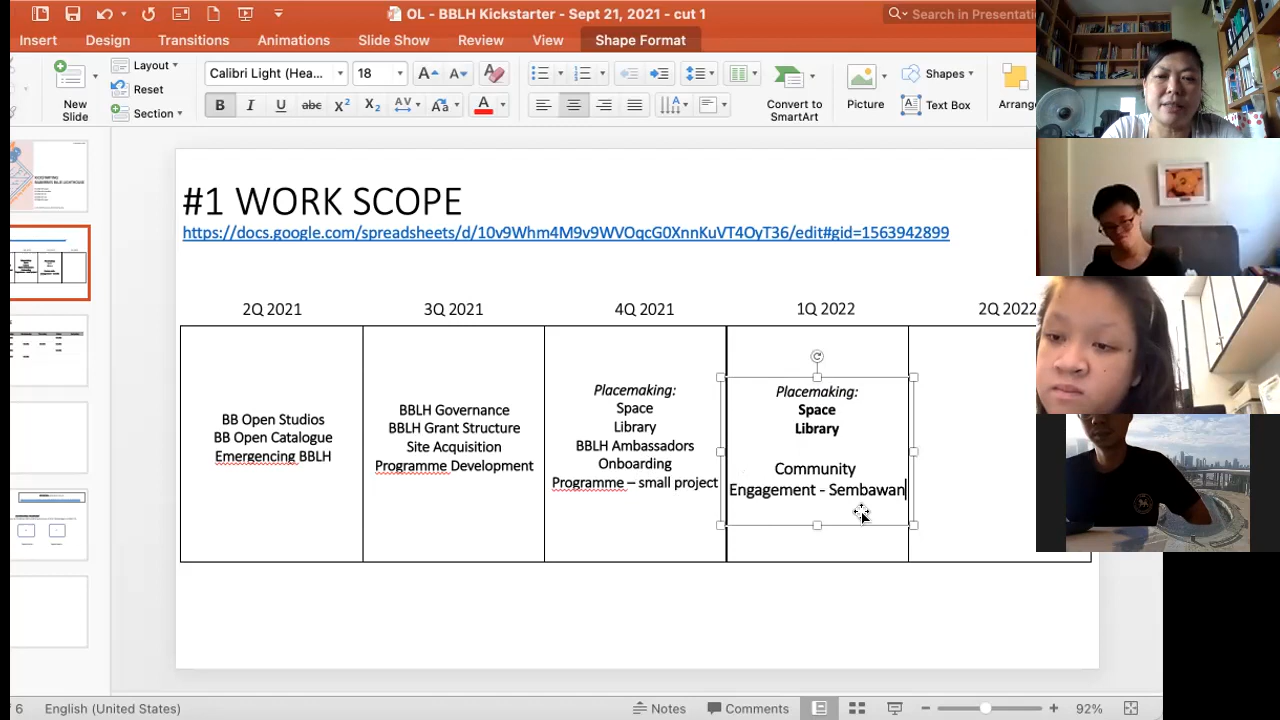 OL - BBLH Kickstarter - Sept 21, 2021 - cut 1
Search in Presentation
Insert
Design
Transitions
Animations
Slide Show
Review
View
Shape Format
New Slide
Layout
Reset
Section
Calibri Light (Hea...
18
B
I
U
abc
X²
X₂
AV
Aa
A
Convert to
SmartArt
Picture
Shapes
Text Box
Arrange
#1 WORK SCOPE
https://docs.google.com/spreadsheets/d/10v9Whm4M9v9WVOqcG0XnnKuVT4OyT36/edit#gid=1563942899
2Q 2021
3Q 2021
4Q 2021
1Q 2022
2Q 2022
BB Open Studios
BB Open Catalogue
Emergencing BBLH
BBLH Governance
BBLH Grant Structure
Site Acquisition
Programme Development
Placemaking:
Space
Library
BBLH Ambassadors
Onboarding
Programme – small project
Placemaking:
Space
Library
Community
Engagement - Sembawan
6
English (United States)
Notes
Comments
92%